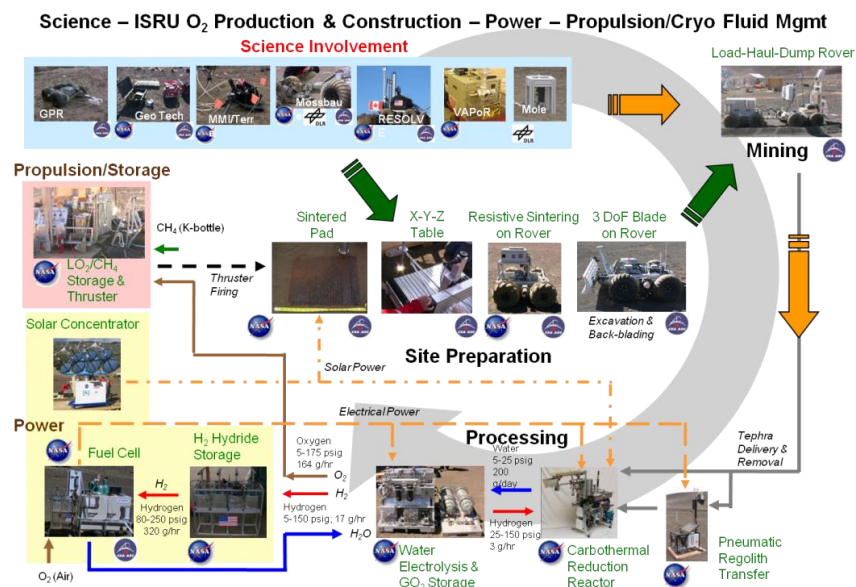 Science – ISRU O₂ Production & Construction – Power – Propulsion/Cryo Fluid Mgmt
Science Involvement
GPR
Geo Tech
MMI/Terr
Mossbau
DLR
RESOLV
E
VAPoR
Mole
DLR
Load-Haul-Dump Rover
Mining
Propulsion/Storage
CH₄ (K-bottle)
LO₂/CH₄
Storage &
Thruster
Thruster
Firing
Sintered
Pad
X-Y-Z
Table
Resistive Sintering
on Rover
3 DoF Blade
on Rover
Excavation &
Back-blading
Site Preparation
Solar Concentrator
Solar Power
Electrical Power
Power
Fuel Cell
H₂ Hydride
Storage
H₂
Hydrogen
80-250 psig
320 g/hr
O₂ (Air)
Oxygen
5-175 psig
164 g/hr
O₂
H₂
Hydrogen
5-150 psig; 17 g/hr
H₂O
Processing
Water
5-25 psig
200
g/day
Hydrogen
25-150 psig
3 g/hr
Water
Electrolysis &
GO₂ Storage
Carbothermal
Reduction
Reactor
Tephra
Delivery &
Removal
Pneumatic
Regolith
Transfer
NASA